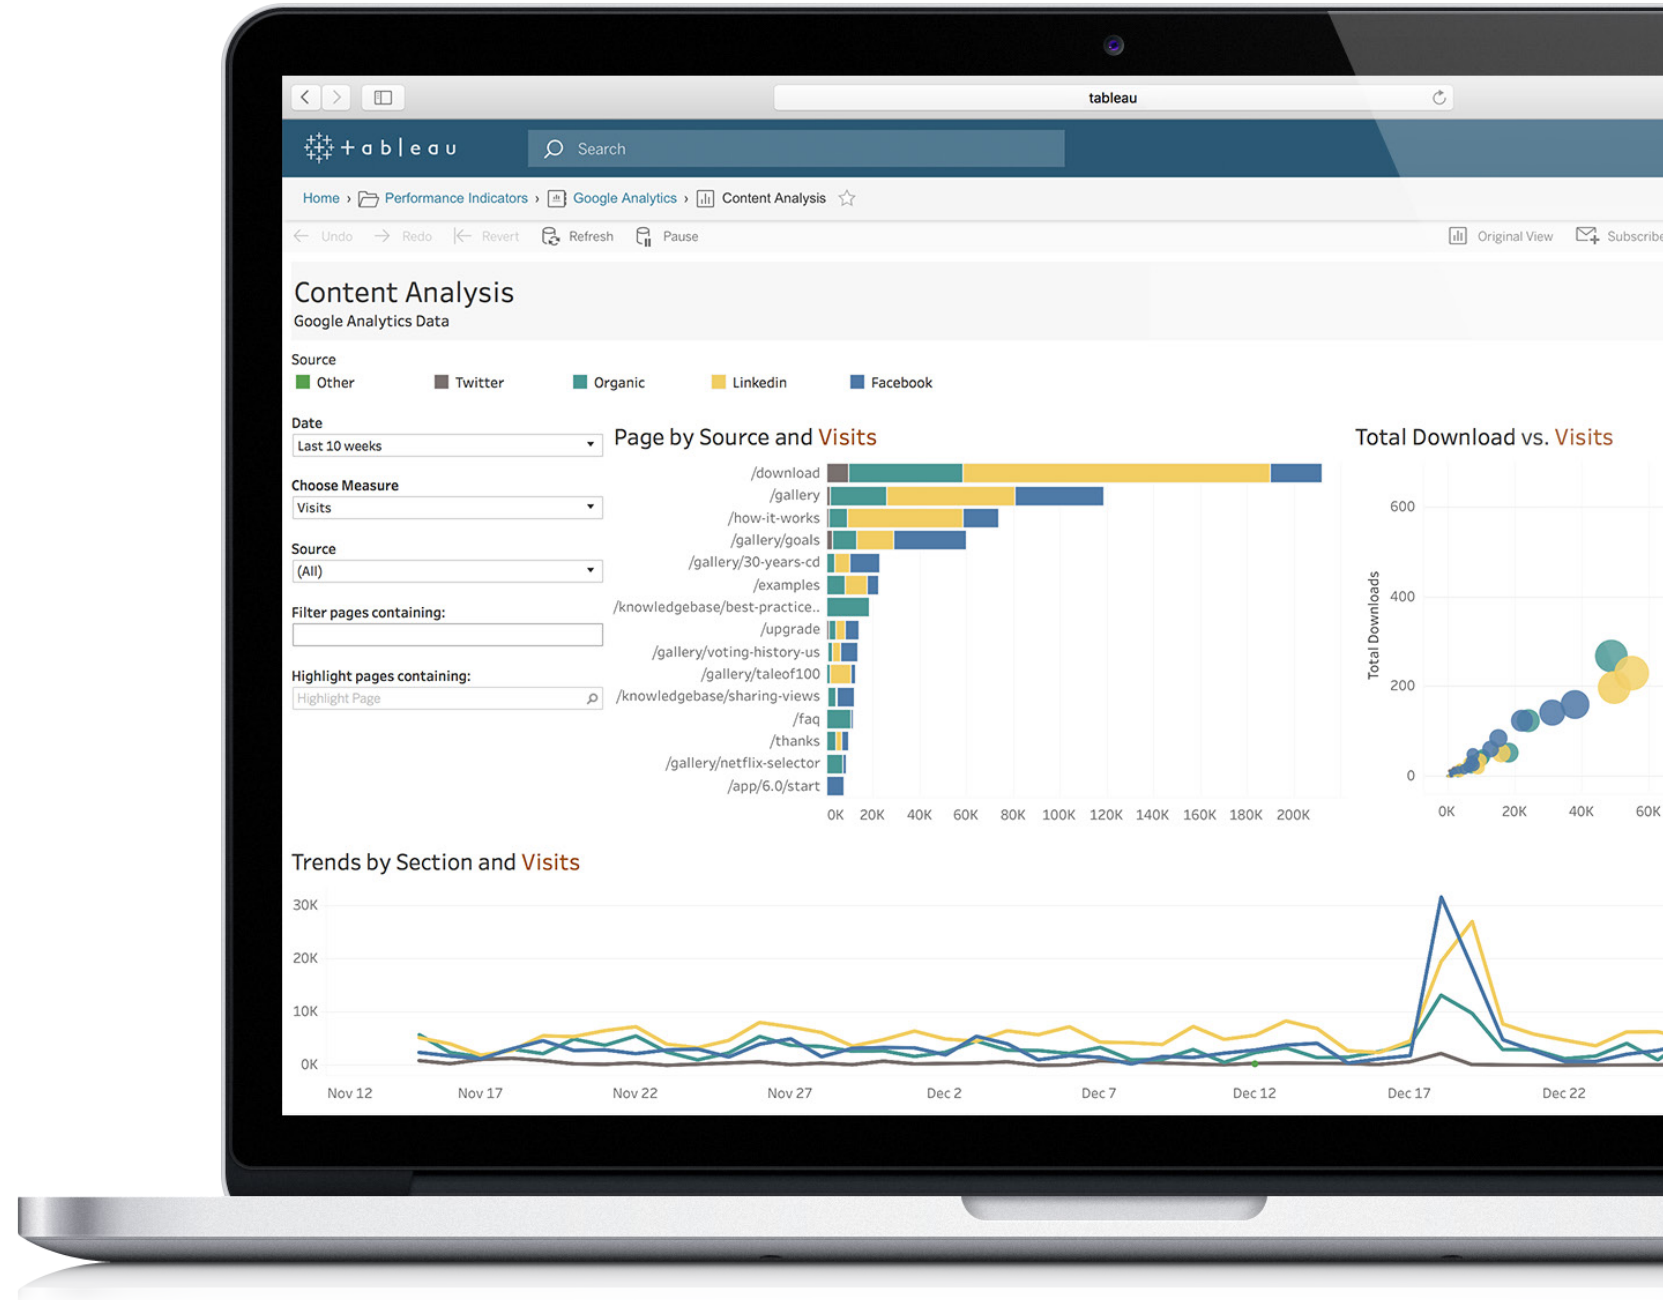 tableau
tableau
Search
Home › Performance Indicators › Google Analytics › Content Analysis
Undo Redo Revert Refresh Pause Original View Subscribe
Content Analysis
Google Analytics Data
Source
Other Twitter Organic Linkedin Facebook
Date
Last 10 weeks
Choose Measure
Visits
Source
(All)
Filter pages containing:
Highlight pages containing:
Highlight Page
Page by Source and Visits
/download
/gallery
/how-it-works
/gallery/goals
/gallery/30-years-cd
/examples
/knowledgebase/best-practice..
/upgrade
/gallery/voting-history-us
/gallery/taleof100
/knowledgebase/sharing-views
/faq
/thanks
/gallery/netflix-selector
/app/6.0/start
0K 20K 40K 60K 80K 100K 120K 140K 160K 180K 200K
Total Download vs. Visits
Total Downloads
600
400
200
0
0K 20K 40K 60K
Trends by Section and Visits
30K
20K
10K
0K
Nov 12 Nov 17 Nov 22 Nov 27 Dec 2 Dec 7 Dec 12 Dec 17 Dec 22